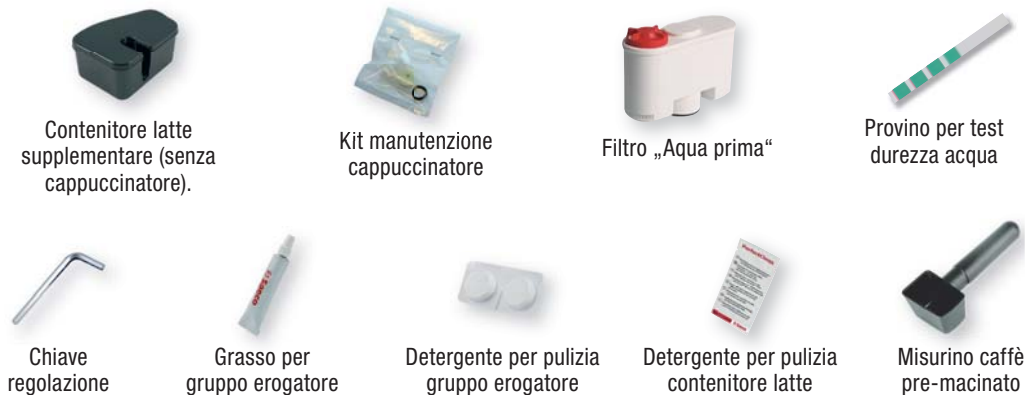 Contenitore latte
supplementare (senza
cappuccinatore).
Kit manutenzione
cappuccinatore
Filtro „Aqua prima“
Provino per test
durezza acqua
Saeco
Chiave
regolazione
Grasso per
gruppo erogatore
Detergente per pulizia
gruppo erogatore
Detergente per pulizia
contenitore latte
Misurino caffè
pre-macinato